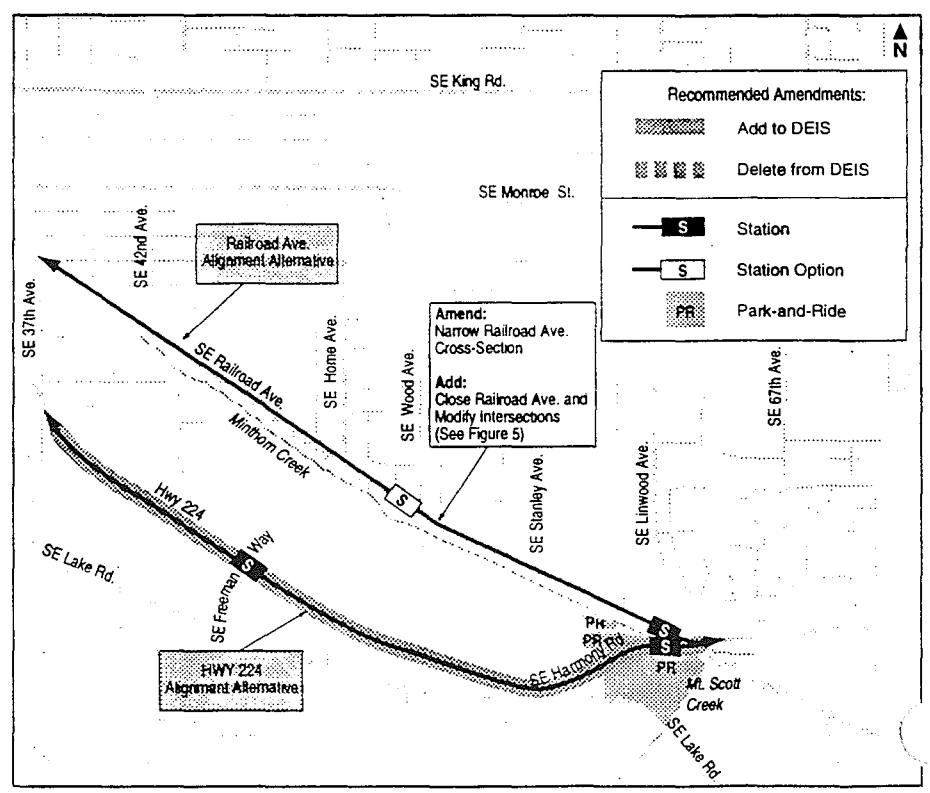 N
SE King Rd.
Recommended Amendments:
Add to DEIS
Delete from DEIS
S Station
S Station Option
PR Park-and-Ride
SE Monroe St.
SE 42nd Ave.
Railroad Ave.
Alignment Alternative
SE 37th Ave.
SE Railroad Ave.
Minthorn Creek
SE Home Ave.
SE Wood Ave.
Amend:
Narrow Railroad Ave.
Cross-Section
Add:
Close Railroad Ave. and
Modify Intersections
(See Figure 5)
SE 67th Ave.
SE Stanley Ave.
SE Linwood Ave.
S
Hwy 224
SE Lake Rd.
S
SE Freeman Way
HWY 224
Alignment Alternative
SE Harmony Rd
PR
PR
S
S
PR
Mt. Scott
Creek
SE Lake Rd.